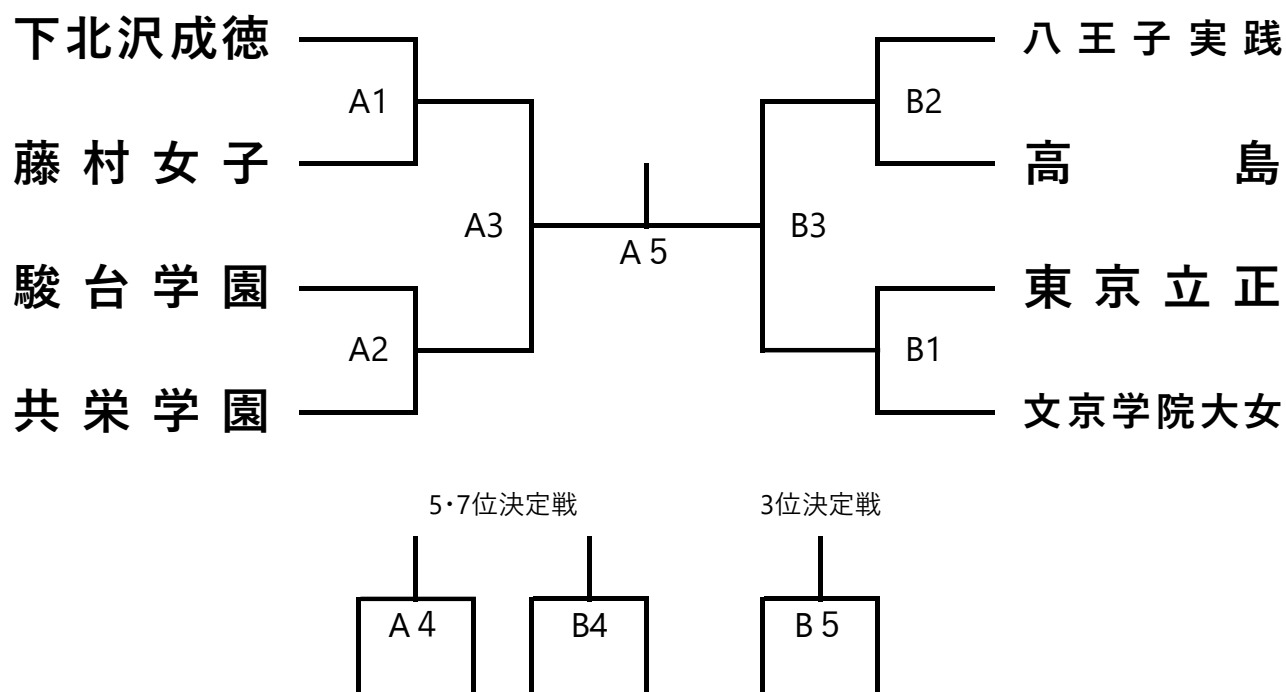 下北沢成徳
A1
藤村女子
A3
駿台学園
A2
共栄学園
A５
八王子実践
B2
高島
B3
東京立正
B1
文京学院大女
5・7位決定戦
3位決定戦
A４
B4
B５